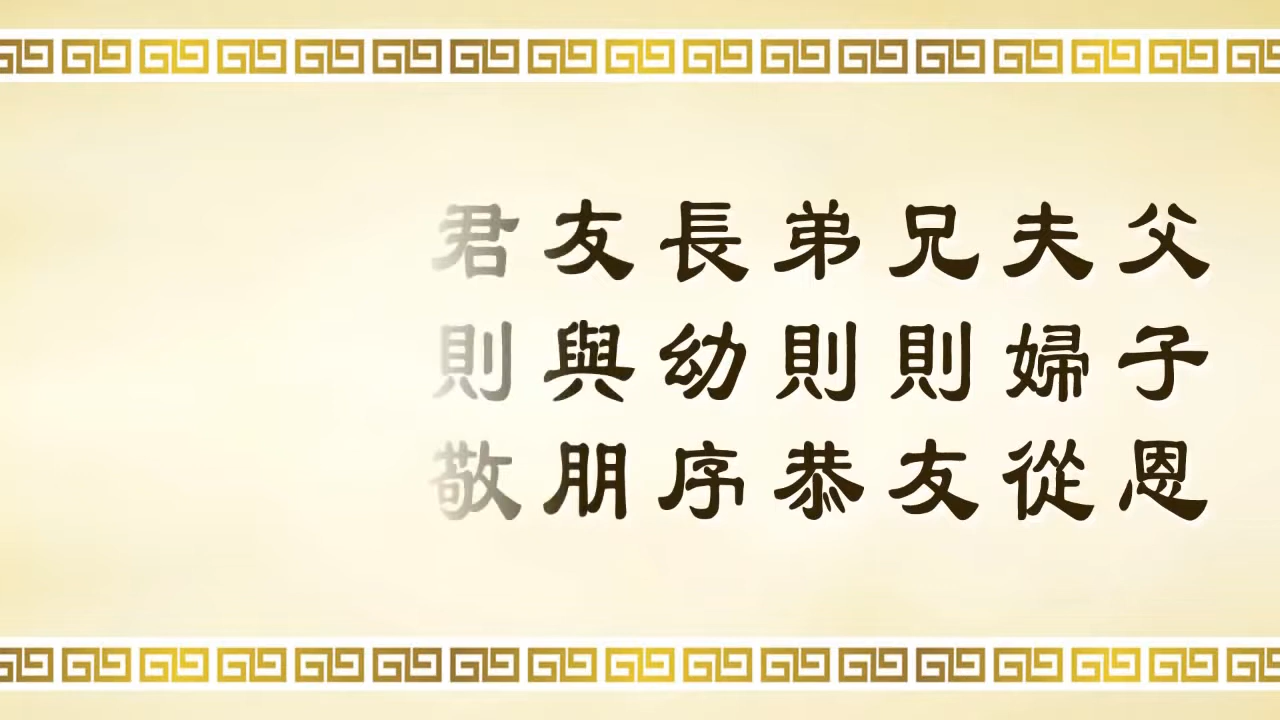 父子恩
夫婦從
兄則友
弟則恭
長幼序
友與朋
君則敬